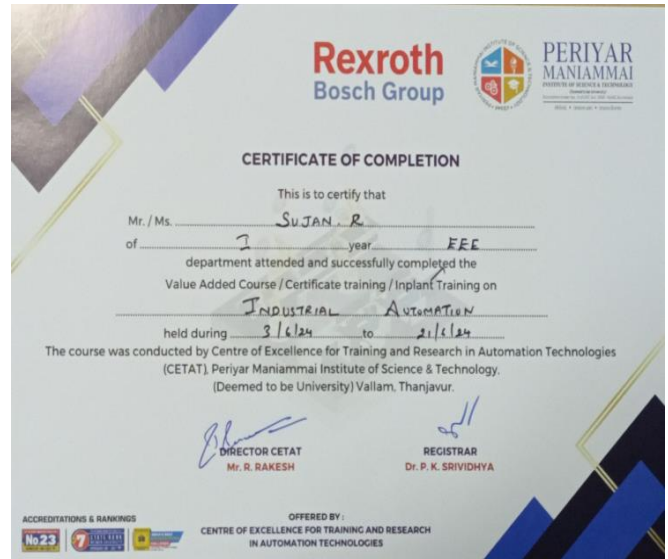 Rexroth
Bosch Group
PERIYAR
MANIAMMAI
INSTITUTE OF SCIENCE & TECHNOLOGY
CERTIFICATE OF COMPLETION
This is to certify that
Mr. / Ms. SUJAN. R
of I year EEE
department attended and successfully completed the
Value Added Course / Certificate training / Inplant Training on
INDUSTRIAL AUTOMATION
held during 3/6/24 to 21/6/24
The course was conducted by Centre of Excellence for Training and Research in Automation Technologies
(CETAT), Periyar Maniammai Institute of Science & Technology,
(Deemed to be University) Vallam, Thanjavur.
DIRECTOR CETAT
Mr. R. RAKESH
REGISTRAR
Dr. P. K. SRIVIDHYA
ACCREDITATIONS & RANKINGS
No 23
7
OFFERED BY :
CENTRE OF EXCELLENCE FOR TRAINING AND RESEARCH
IN AUTOMATION TECHNOLOGIES